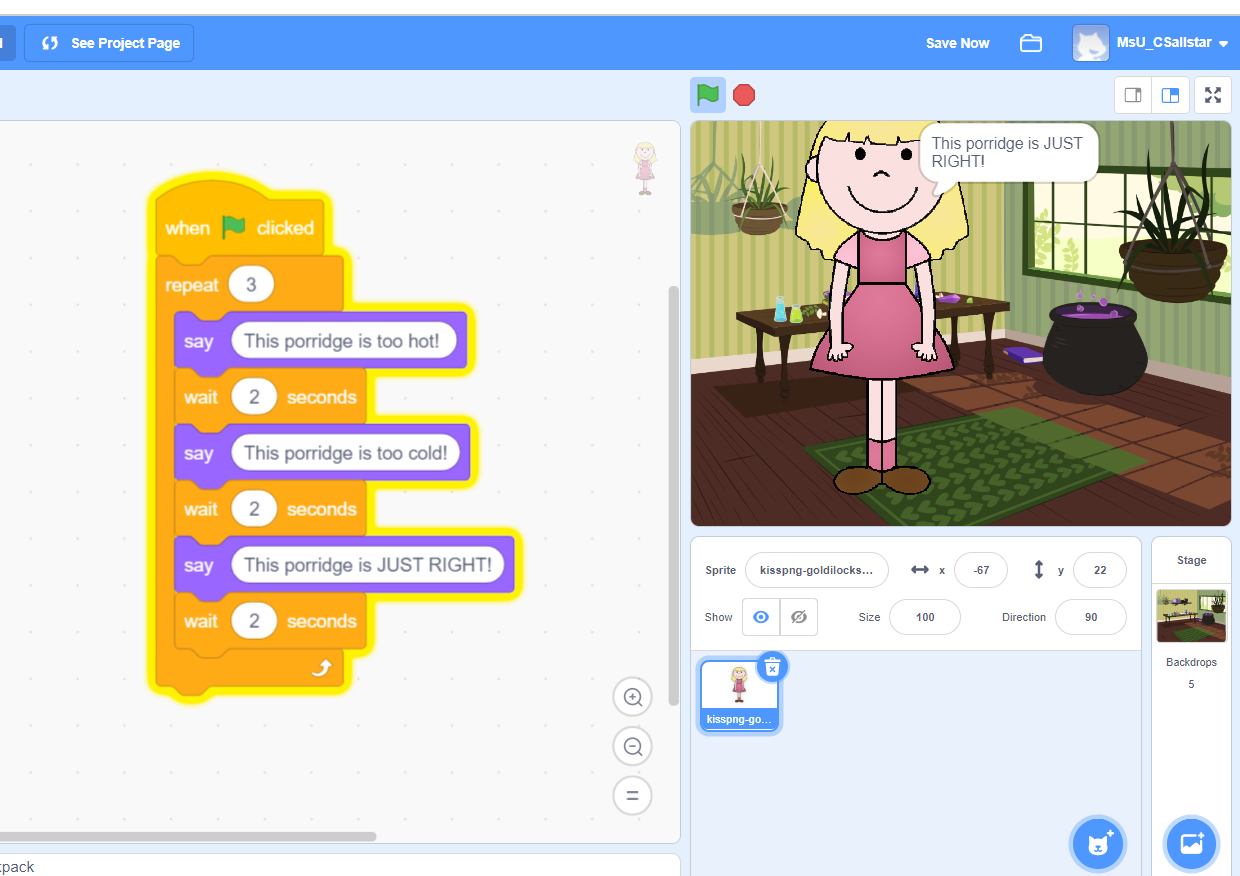 See Project Page
Save Now
MsU_CSallstar
when clicked
repeat 3
say This porridge is too hot!
wait 2 seconds
say This porridge is too cold!
wait 2 seconds
say This porridge is JUST RIGHT!
wait 2 seconds
This porridge is JUST
RIGHT!
Sprite kisspng-goldilocks... x -67 y 22
Show Size 100 Direction 90
kisspng-go...
Stage
Backdrops
5